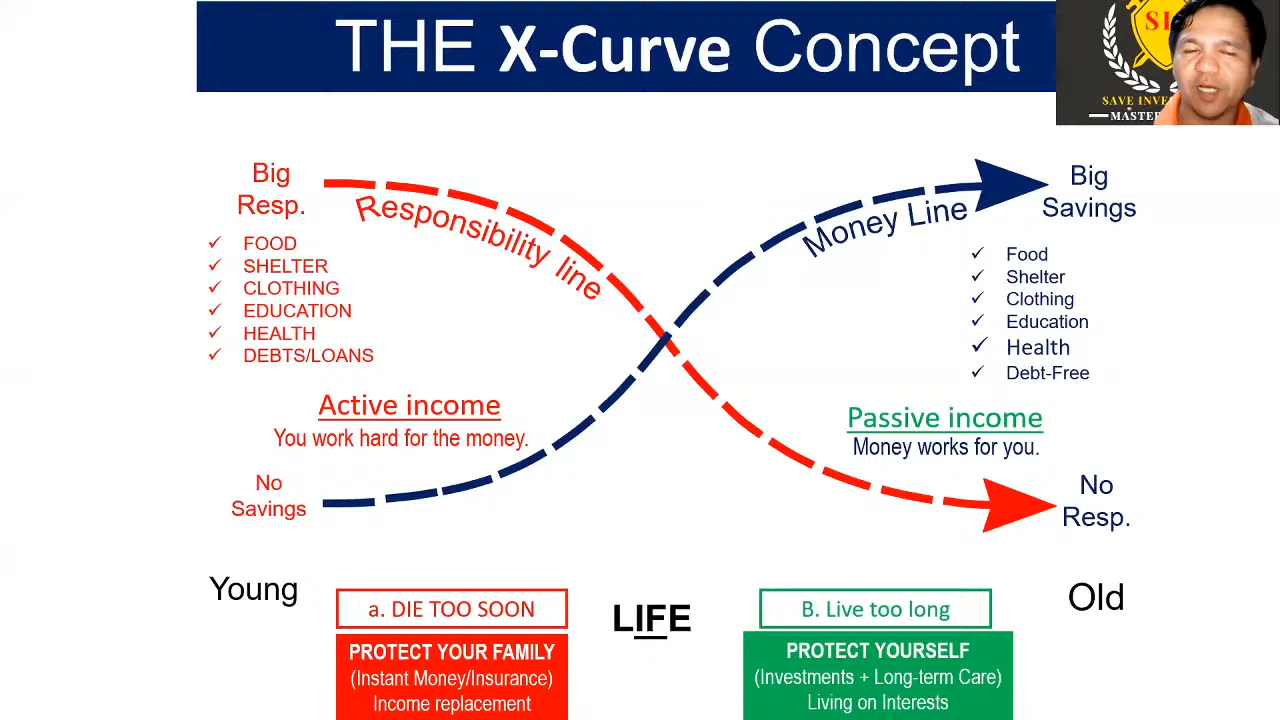 THE X-Curve Concept
SAVE
MASTER
Big
Resp.
Responsibility line
Money Line
Big
Savings
✓ FOOD
✓ SHELTER
✓ CLOTHING
✓ EDUCATION
✓ HEALTH
✓ DEBTS/LOANS
✓ Food
✓ Shelter
✓ Clothing
✓ Education
✓ Health
✓ Debt-Free
Active income
You work hard for the money.
Passive income
Money works for you.
No
Savings
No
Resp.
Young
a. DIE TOO SOON
LIFE
B. Live too long
Old
PROTECT YOUR FAMILY
(Instant Money/Insurance)
Income replacement
PROTECT YOURSELF
(Investments + Long-term Care)
Living on Interests